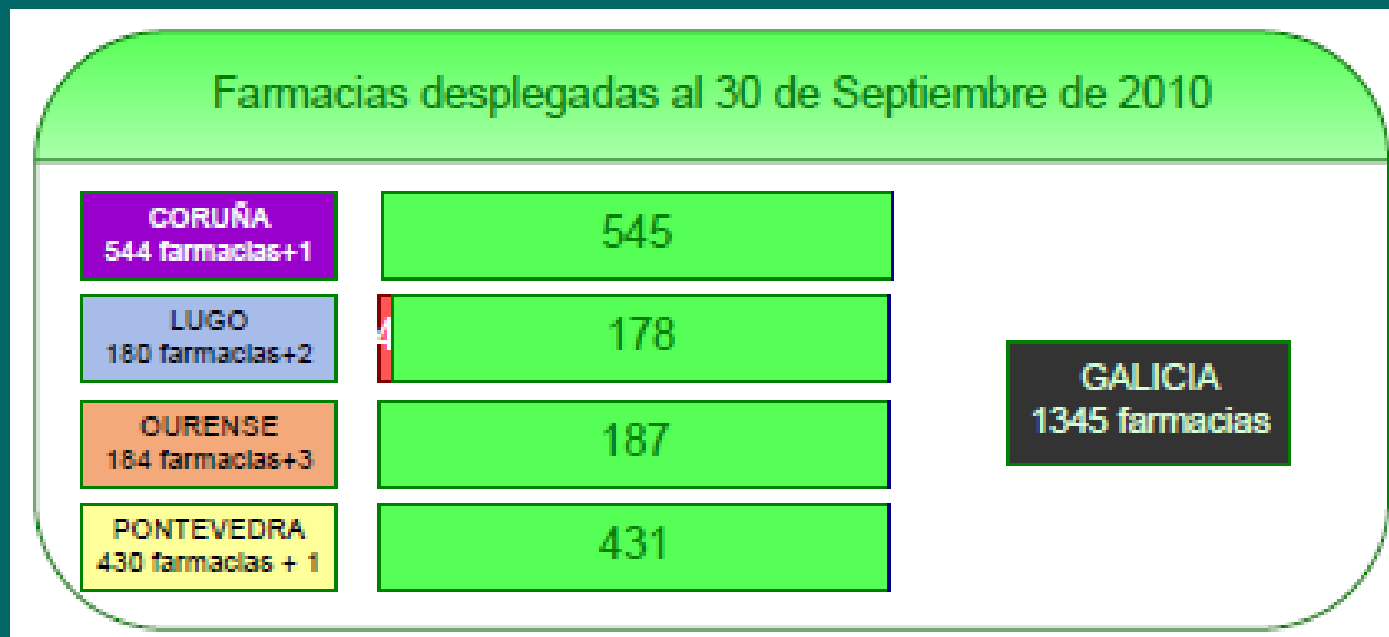 Farmacias desplegadas al 30 de Septiembre de 2010
CORUÑA
544 farmacias+1
545
LUGO
180 farmacias+2
4
178
OURENSE
184 farmacias+3
187
PONTEVEDRA
430 farmacias + 1
431
GALICIA
1345 farmacias